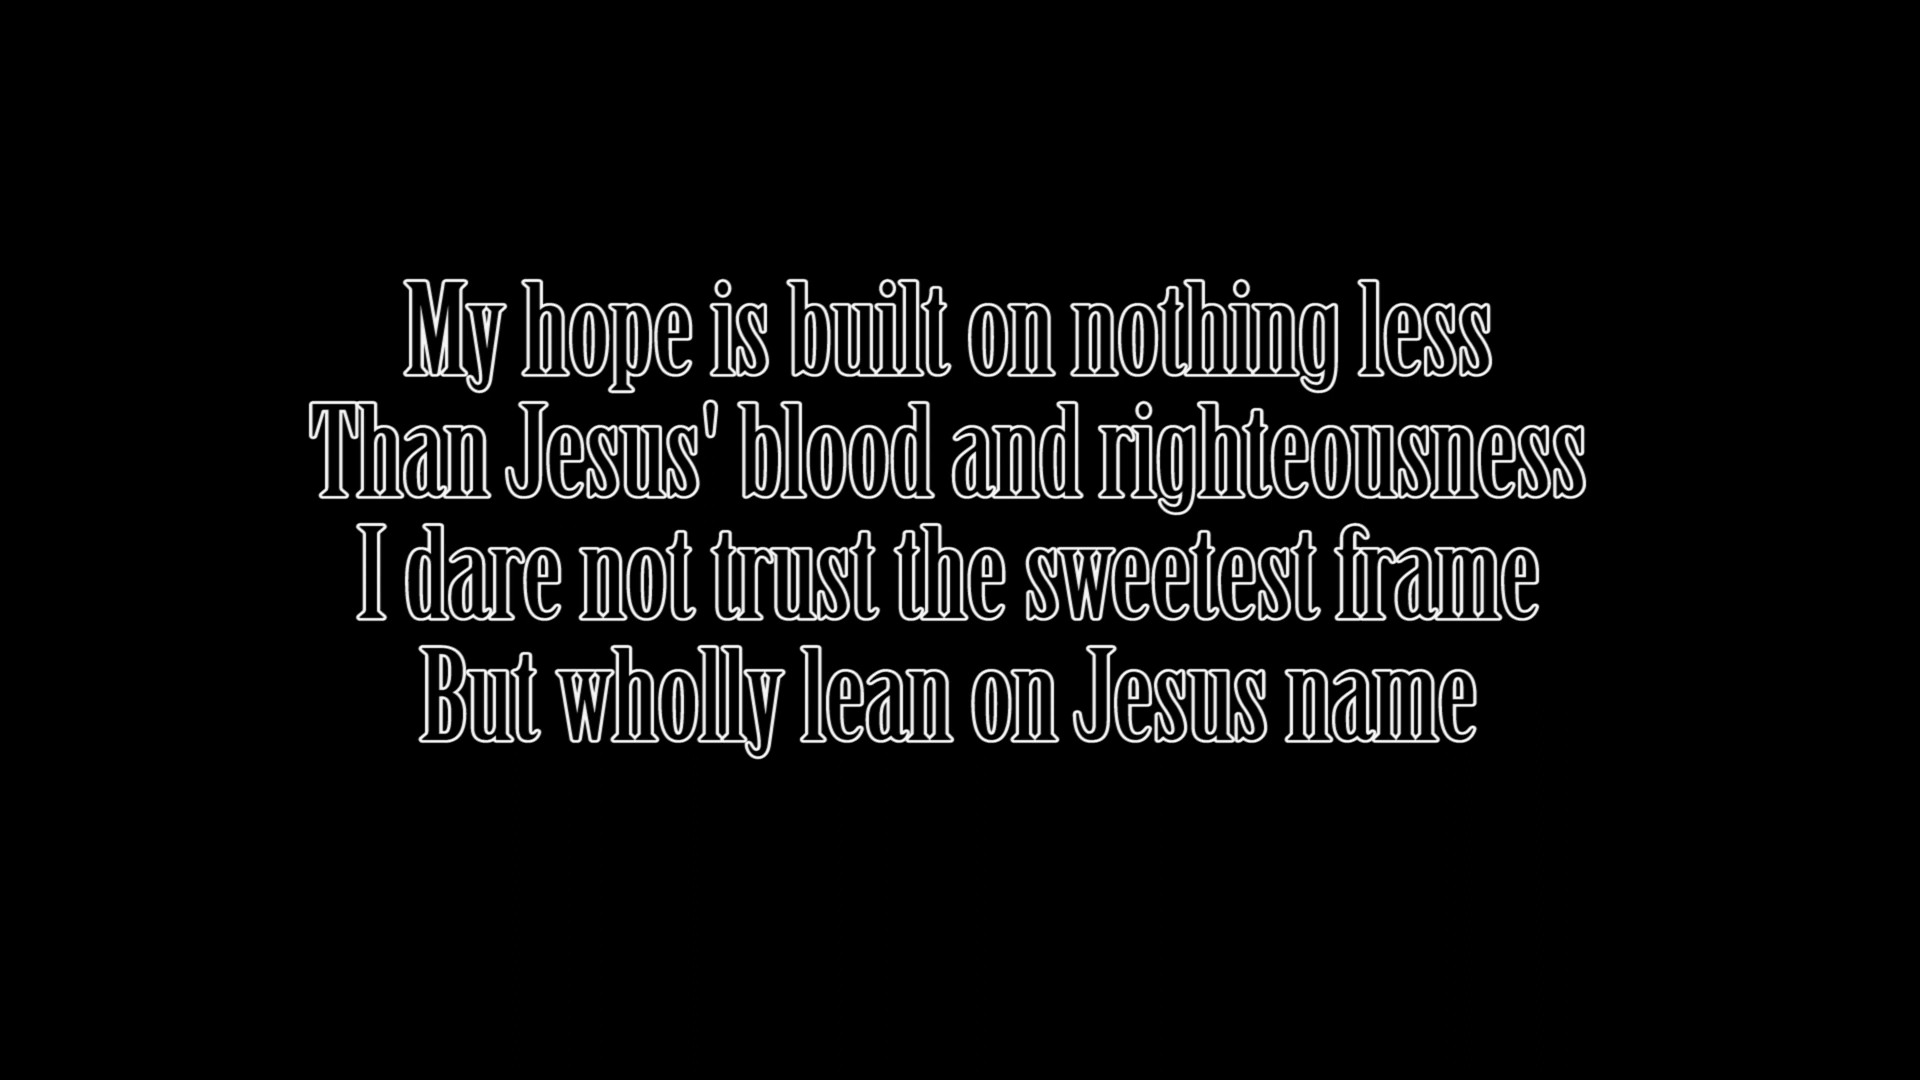 My hope is built on nothing less
Than Jesus' blood and righteousness
I dare not trust the sweetest frame
But wholly lean on Jesus name